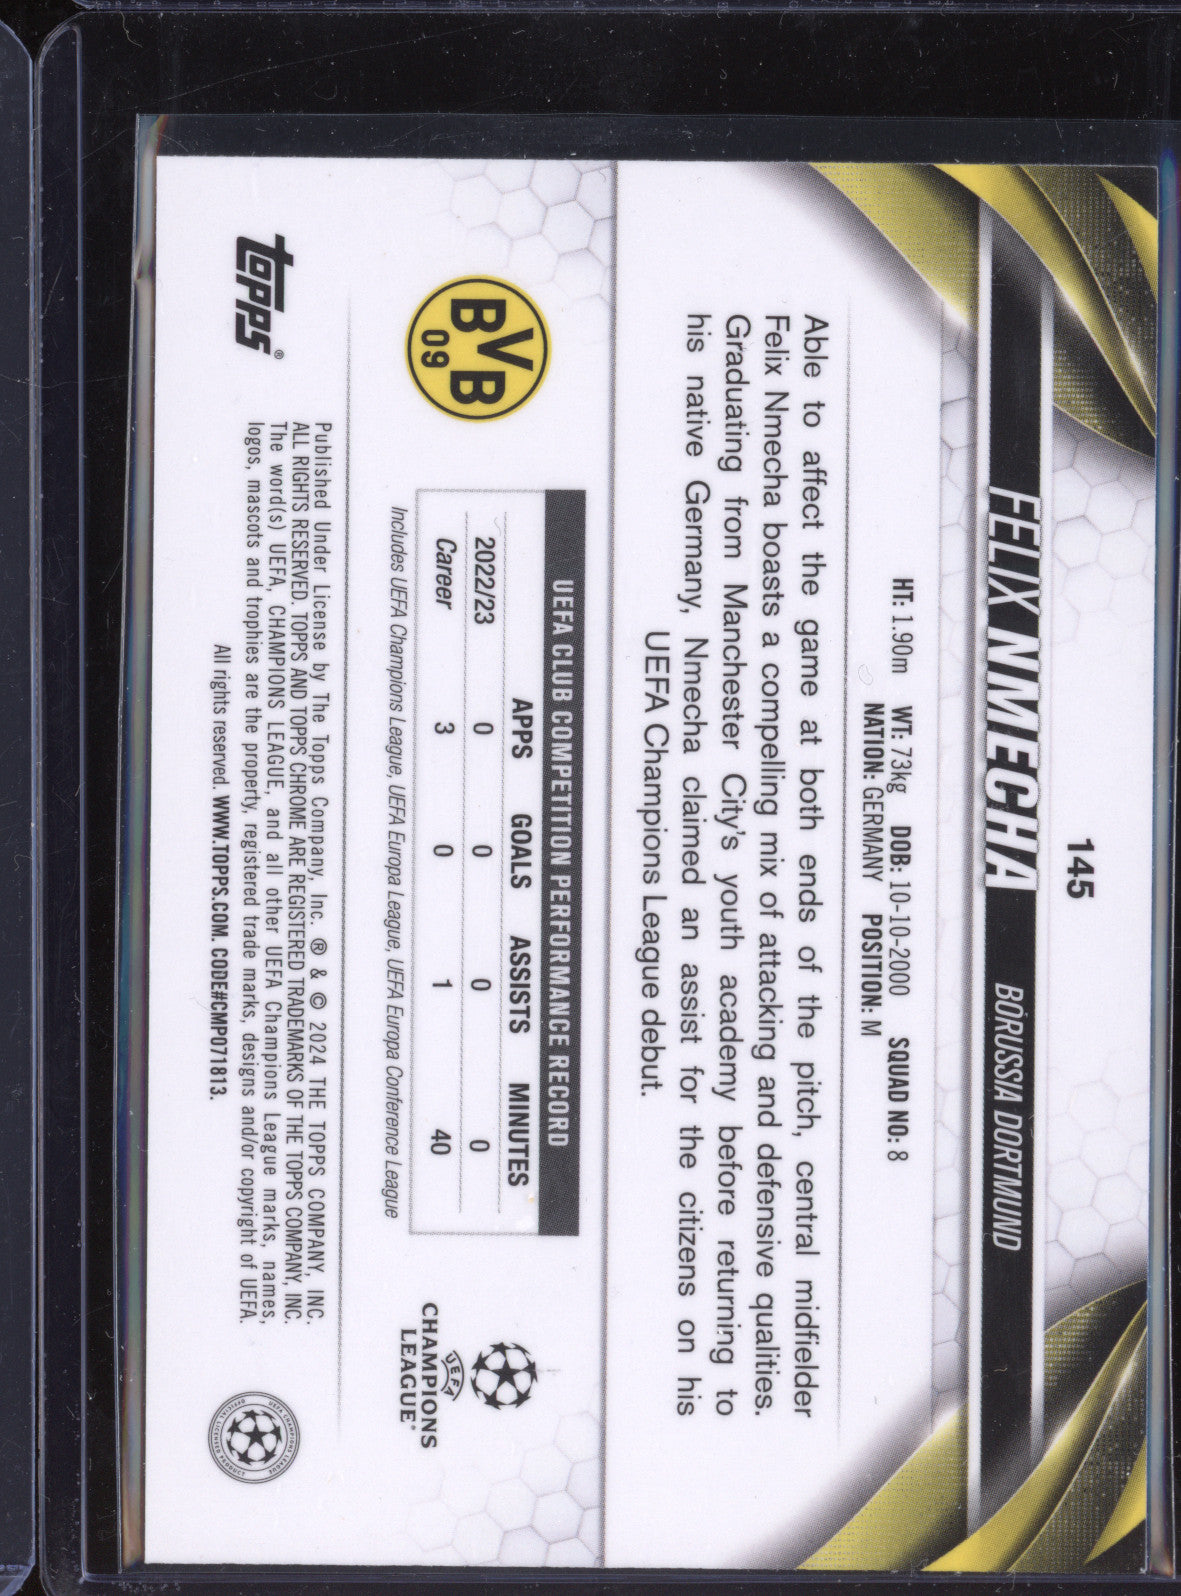 145
FELIX NMECHA BORUSSIA DORTMUND
HT: 1.90m WT: 73kg DOB: 10-10-2000 SQUAD NO: 8
NATION: GERMANY POSITION: M
Able to affect the game at both ends of the pitch, central midfielder
Felix Nmecha boasts a compelling mix of attacking and defensive qualities.
Graduating from Manchester City's youth academy before returning to
his native Germany, Nmecha claimed an assist for the citizens on his
UEFA Champions League debut.
BVB
09
UEFA CLUB COMPETITION PERFORMANCE RECORD
APPS GOALS ASSISTS MINUTES
2022/23 0 0 0 0
Career 3 0 1 40
Includes UEFA Champions League, UEFA Europa League, UEFA Europa Conference League
UEFA
CHAMPIONS
LEAGUE®
topps®
Published Under License by The Topps Company, Inc. ® & © 2024 THE TOPPS COMPANY, INC.
ALL RIGHTS RESERVED. TOPPS AND TOPPS CHROME ARE REGISTERED TRADEMARKS OF THE TOPPS COMPANY, INC.
The word(s) UEFA, CHAMPIONS LEAGUE, and all other UEFA Champions League marks, names,
logos, mascots and trophies are the property, registered trade marks, designs and/or copyright of UEFA.
All rights reserved. WWW.TOPPS.COM. CODE#CMP071813.
UEFA CHAMPIONS LEAGUE
OFFICIAL LICENSED PRODUCT